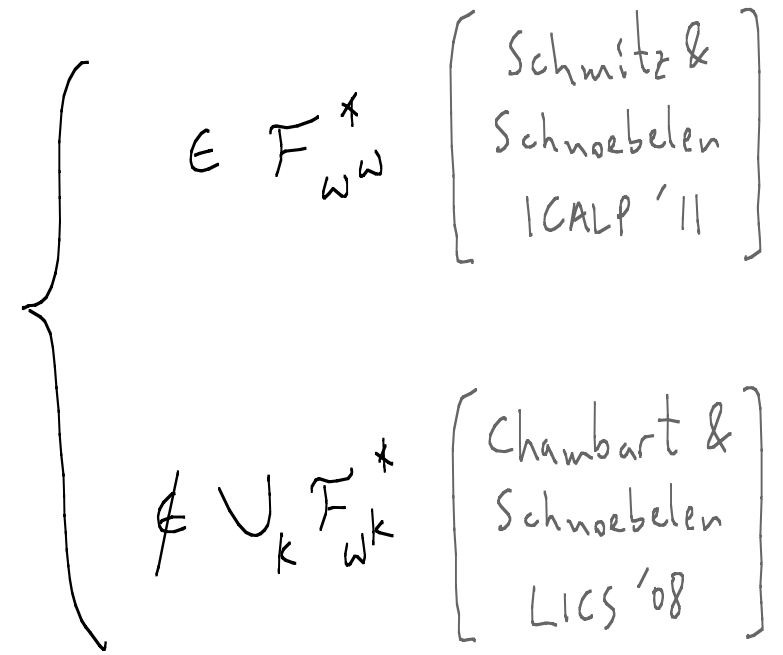 ∈ F*_{ω^ω} [Schmitz &
Schnoebelen
ICALP '11]
∉ ∪_k F*_{ω^k} [Chambart &
Schnoebelen
LICS '08]